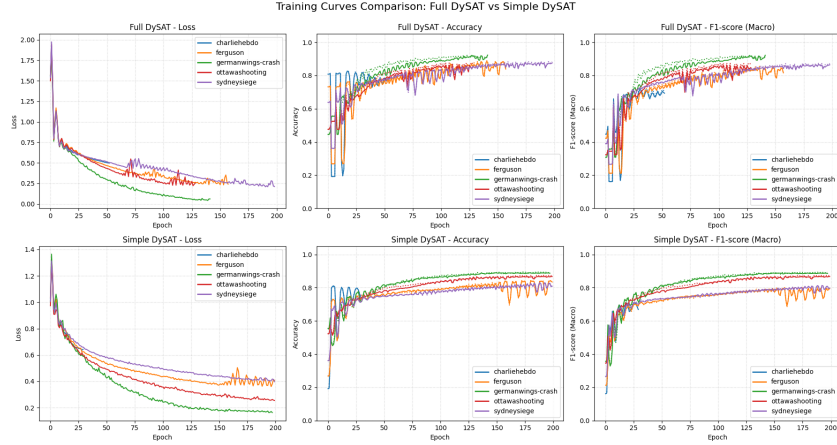 Training Curves Comparison: Full DySAT vs Simple DySAT
Full DySAT - Loss
Loss
2.00
1.75
1.50
1.25
1.00
0.75
0.50
0.25
0.00
charliehebdo
ferguson
germanwings-crash
ottawashooting
sydneysiege
0 25 50 75 100 125 150 175 200
Epoch
Full DySAT - Accuracy
Accuracy
1.0
0.8
0.6
0.4
0.2
0.0
charliehebdo
ferguson
germanwings-crash
ottawashooting
sydneysiege
0 25 50 75 100 125 150 175 200
Epoch
Full DySAT - F1-score (Macro)
F1-score (Macro)
1.0
0.8
0.6
0.4
0.2
0.0
charliehebdo
ferguson
germanwings-crash
ottawashooting
sydneysiege
0 25 50 75 100 125 150 175 200
Epoch
Simple DySAT - Loss
Loss
1.4
1.2
1.0
0.8
0.6
0.4
0.2
charliehebdo
ferguson
germanwings-crash
ottawashooting
sydneysiege
0 25 50 75 100 125 150 175 200
Epoch
Simple DySAT - Accuracy
Accuracy
1.0
0.8
0.6
0.4
0.2
0.0
charliehebdo
ferguson
germanwings-crash
ottawashooting
sydneysiege
0 25 50 75 100 125 150 175 200
Epoch
Simple DySAT - F1-score (Macro)
F1-score (Macro)
1.0
0.8
0.6
0.4
0.2
0.0
charliehebdo
ferguson
germanwings-crash
ottawashooting
sydneysiege
0 25 50 75 100 125 150 175 200
Epoch